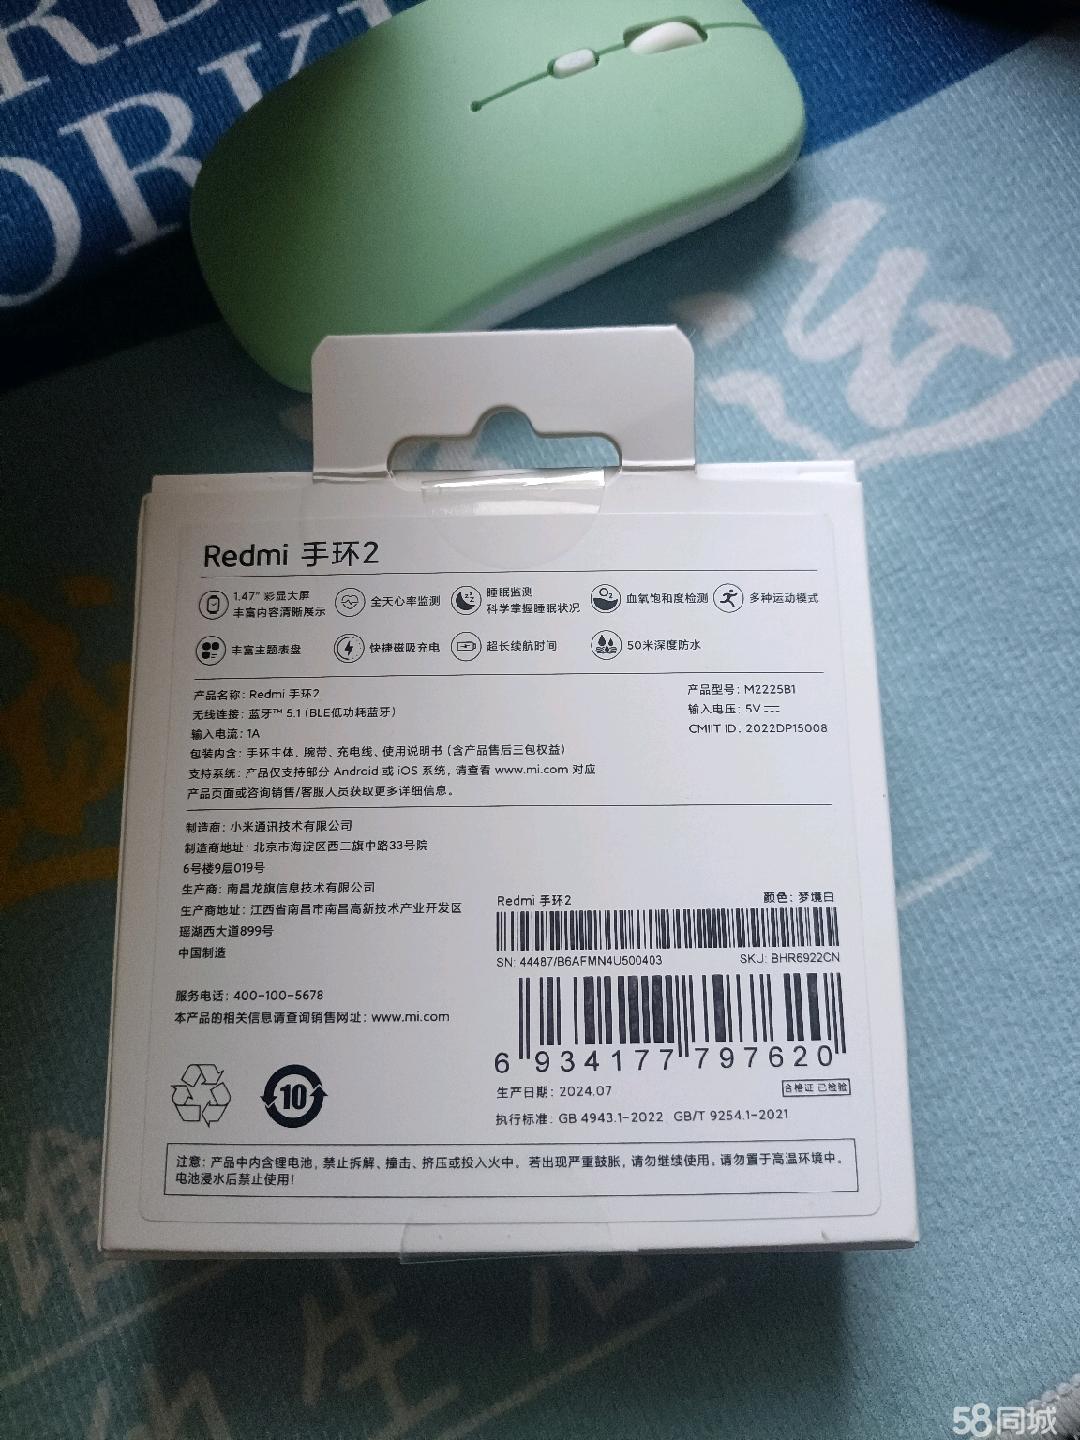 ORK
Redmi 手环2
1.47" 彩显大屏
丰富内容清晰展示
全天心率监测
睡眠监测
科学掌握睡眠状况
血氧饱和度检测
多种运动模式
丰富主题表盘
快捷磁吸充电
超长续航时间
50米深度防水
产品名称: Redmi 手环2
产品型号: M2225B1
无线连接: 蓝牙™ 5.1 (BLE低功耗蓝牙)
输入电压: 5V ⎓
输入电流: 1A
CMIIT ID: 2022DP15008
包装内含: 手环主体、腕带、充电线、使用说明书 (含产品售后三包权益)
支持系统: 产品仅支持部分 Android 或 iOS 系统, 请查看 www.mi.com 对应
产品页面或咨询销售/客服人员获取更多详细信息。
制造商: 小米通讯技术有限公司
制造商地址: 北京市海淀区西二旗中路33号院
6号楼9层019号
生产商: 南昌龙旗信息技术有限公司
生产商地址: 江西省南昌市南昌高新技术产业开发区
瑶湖西大道899号
中国制造
服务电话: 400-100-5678
本产品的相关信息请查询销售网址: www.mi.com
10
Redmi 手环2
颜色: 梦境白
SN: 44487/B6AFMN4U500403
SKU: BHR6922CN
6 934177 797620
生产日期: 2024.07
合格证 已检验
执行标准: GB 4943.1-2022 GB/T 9254.1-2021
注意: 产品中内含锂电池, 禁止拆解、撞击、挤压或投入火中。若出现严重鼓胀, 请勿继续使用, 请勿置于高温环境中。
电池浸水后禁止使用!
58同城